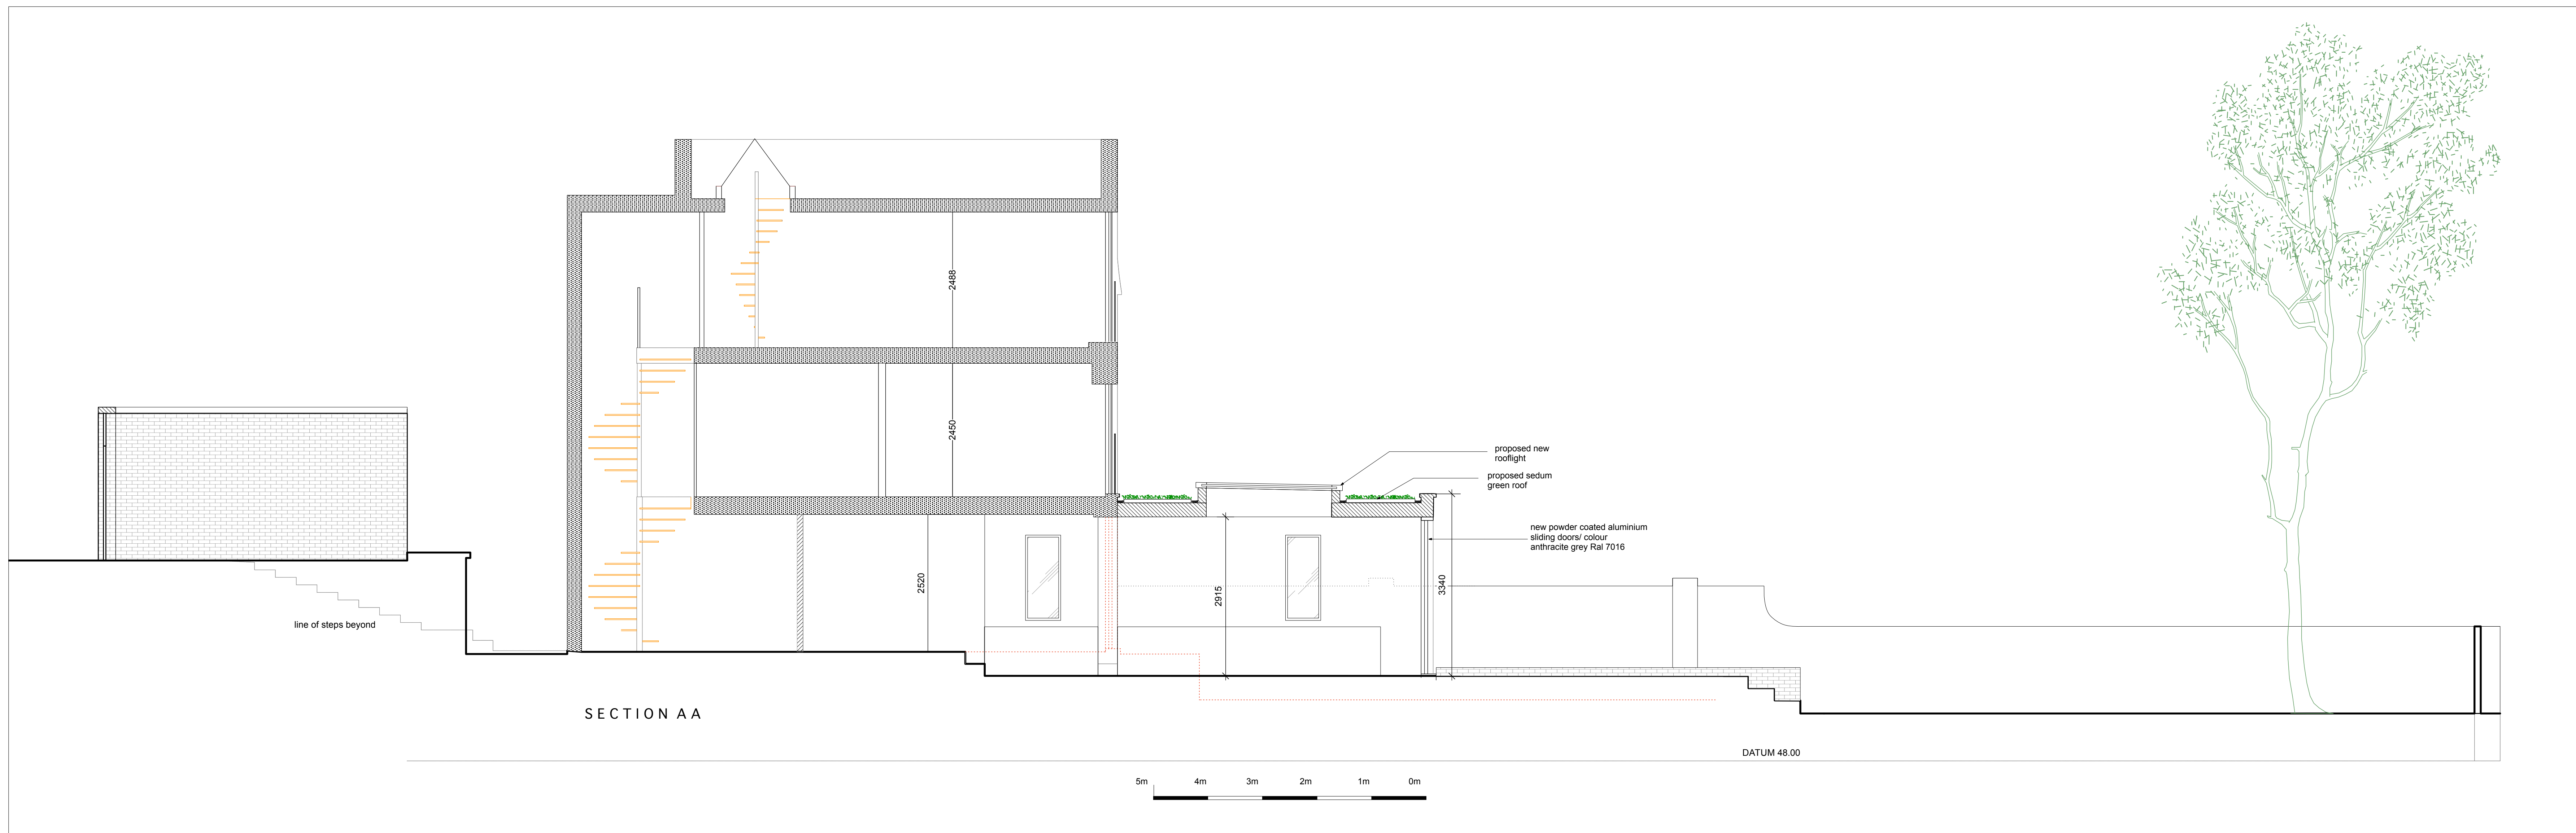 2488
2450
proposed new
rooflight
proposed sedum
green roof
new powder coated aluminium
sliding doors/ colour
anthracite grey Ral 7016
2520
2915
3340
line of steps beyond
SECTION AA
DATUM 48.00
5m 4m 3m 2m 1m 0m